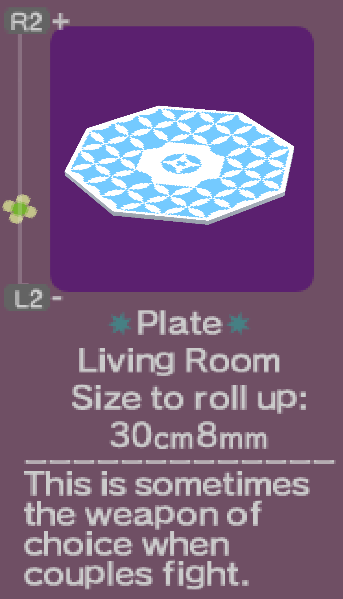 R2 +
L2 -
Plate
Living Room
Size to roll up:
30cm8mm
This is sometimes
the weapon of
choice when
couples fight.